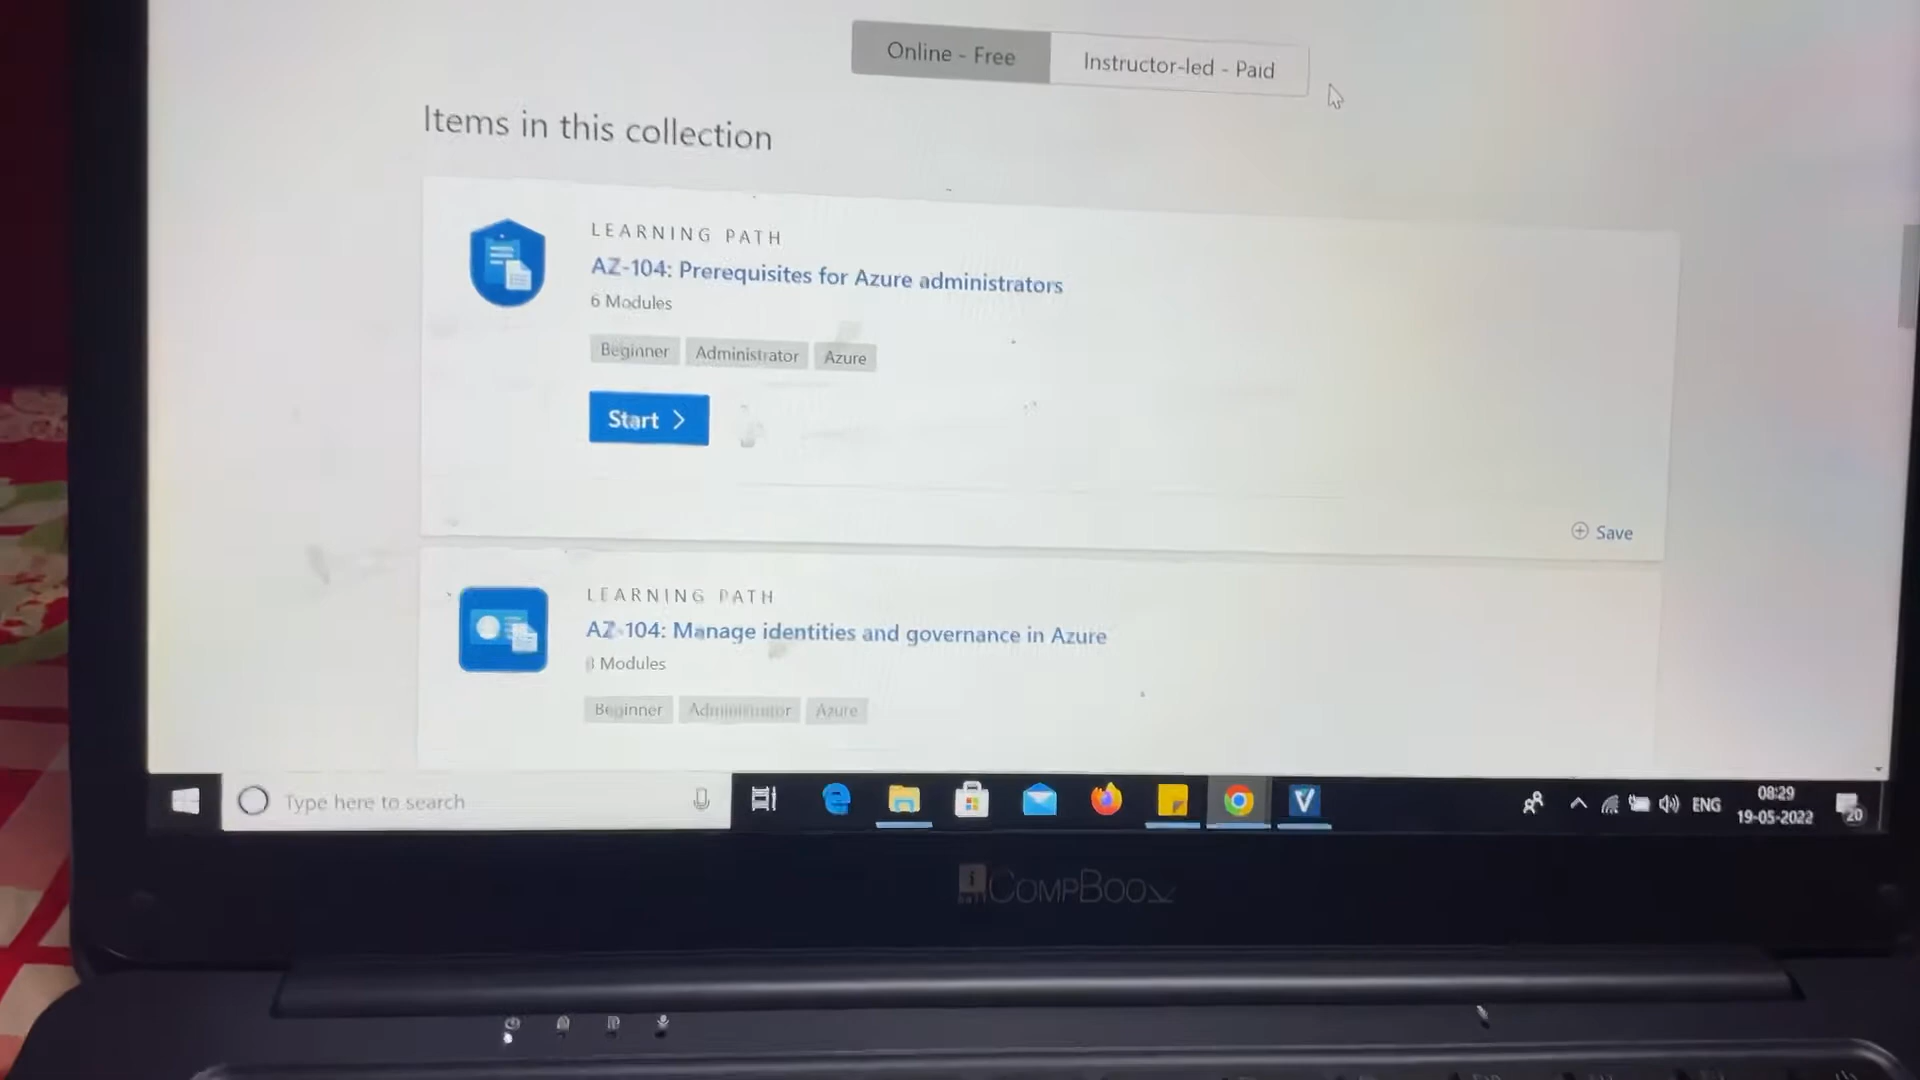 Online - Free
Instructor-led - Paid
Items in this collection
LEARNING PATH
AZ-104: Prerequisites for Azure administrators
6 Modules
Beginner
Administrator
Azure
Start
Save
LEARNING PATH
AZ-104: Manage identities and governance in Azure
Modules
Beginner
Administrator
Azure
Type here to search
ENG
08:29
19-05-2022
20
COMPBOOK